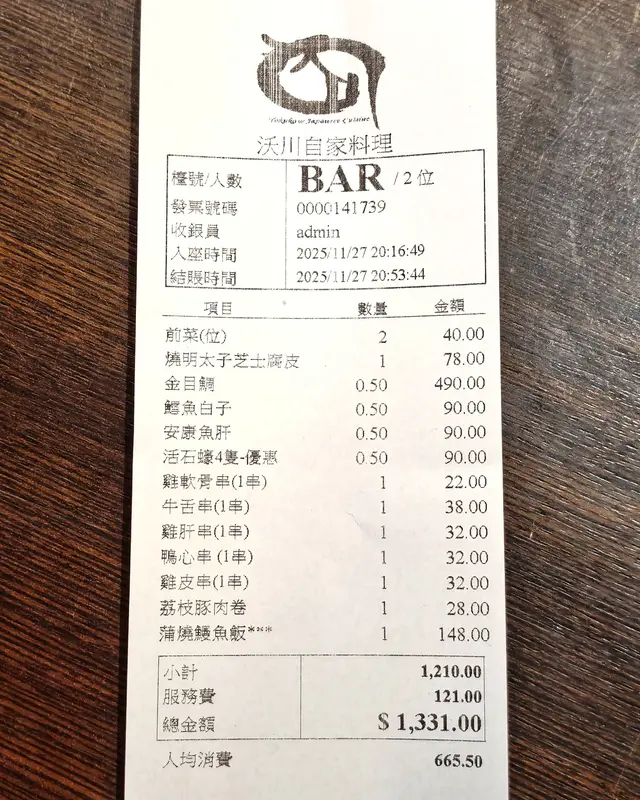 Japanese Cuisine
沃川自家料理
檯號/人數 BAR / 2 位
發票號碼 0000141739
收銀員 admin
入座時間 2025/11/27 20:16:49
結賬時間 2025/11/27 20:53:44
項目 數量 金額
前菜(位) 2 40.00
燒明太子芝士腐皮 1 78.00
金目鯛 0.50 490.00
鱈魚白子 0.50 90.00
安康魚肝 0.50 90.00
活石蠔4隻-優惠 0.50 90.00
雞軟骨串(1串) 1 22.00
牛舌串(1串) 1 38.00
雞肝串(1串) 1 32.00
鴨心串 (1串) 1 32.00
雞皮串(1串) 1 32.00
荔枝豚肉卷 1 28.00
蒲燒鰻魚飯*** 1 148.00
小計 1,210.00
服務費 121.00
總金額 $ 1,331.00
人均消費 665.50